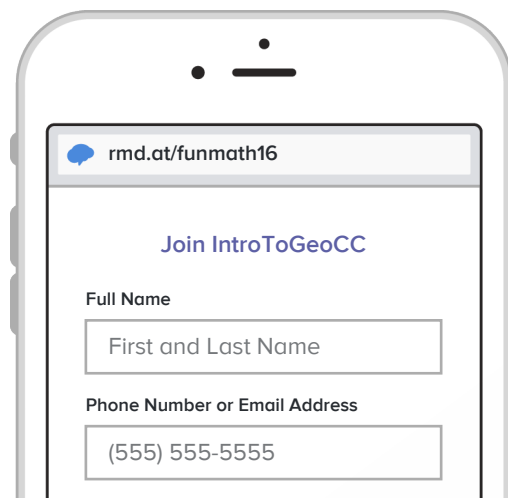 rmd.at/funmath16
Join IntroToGeoCC
Full Name
First and Last Name
Phone Number or Email Address
(555) 555-5555